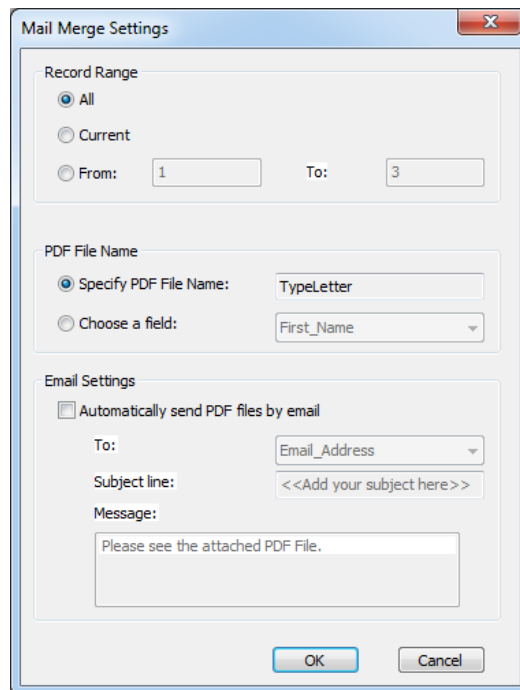 Mail Merge Settings
Record Range
All
Current
From: 1 To: 3
PDF File Name
Specify PDF File Name: TypeLetter
Choose a field: First_Name
Email Settings
Automatically send PDF files by email
To: Email_Address
Subject line: <<Add your subject here>>
Message:
Please see the attached PDF File.
OK Cancel